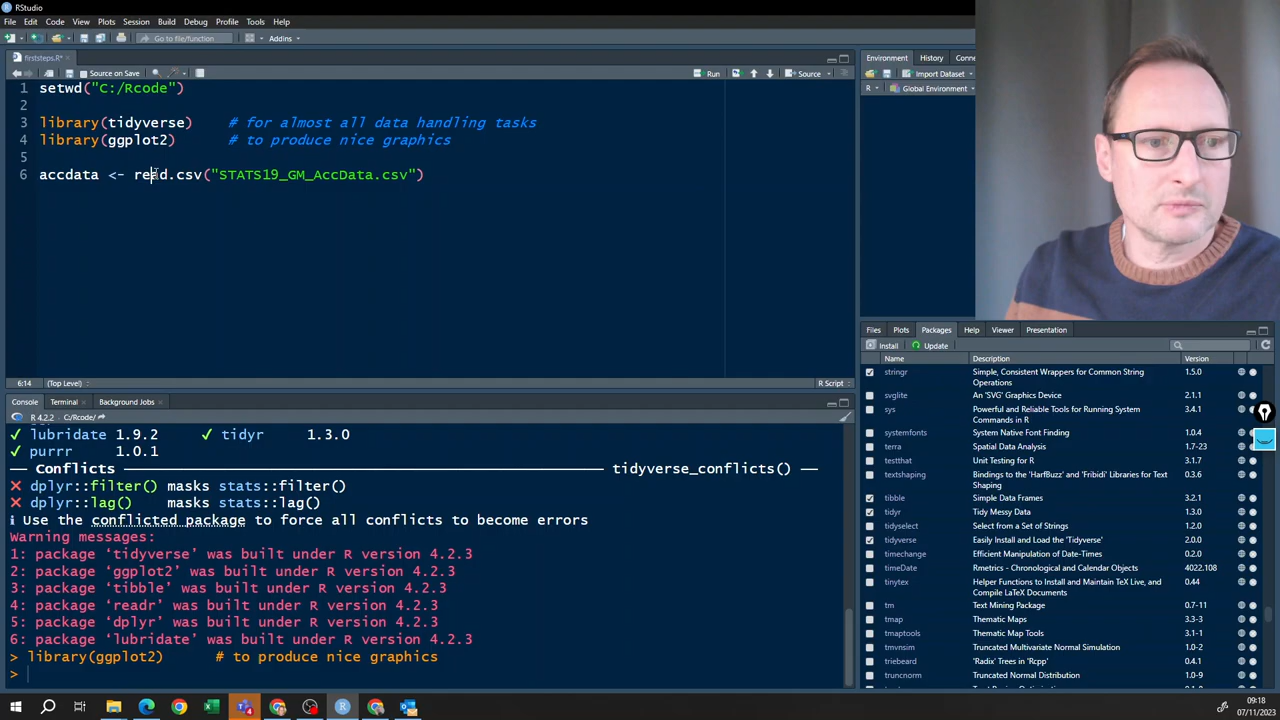 RStudio
File Edit Code View Plots Session Build Debug Profile Tools Help
Go to file/function Addins
firststeps.R*
Source on Save Run Source
1 setwd("C:/Rcode")
2
3 library(tidyverse) # for almost all data handling tasks
4 library(ggplot2) # to produce nice graphics
5
6 accdata <- read.csv("STATS19_GM_AccData.csv")
6:14 (Top Level) R Script
Console Terminal Background Jobs
R 4.2.2 · C:/Rcode/
✓ lubridate 1.9.2 ✓ tidyr 1.3.0
✓ purrr 1.0.1
── Conflicts ──────── tidyverse_conflicts() ──
✕ dplyr::filter() masks stats::filter()
✕ dplyr::lag() masks stats::lag()
ℹ Use the conflicted package to force all conflicts to become errors
Warning messages:
1: package ‘tidyverse’ was built under R version 4.2.3
2: package ‘ggplot2’ was built under R version 4.2.3
3: package ‘tibble’ was built under R version 4.2.3
4: package ‘readr’ was built under R version 4.2.3
5: package ‘dplyr’ was built under R version 4.2.3
6: package ‘lubridate’ was built under R version 4.2.3
> library(ggplot2) # to produce nice graphics
>
Environment History Conne
Import Dataset
R Global Environment
Files Plots Packages Help Viewer Presentation
Install Update
Name Description Version
stringr Simple, Consistent Wrappers for Common String 1.5.0
Operations
svglite An 'SVG' Graphics Device 2.1.1
sys Powerful and Reliable Tools for Running System 3.4.1
Commands in R
systemfonts System Native Font Finding 1.0.4
terra Spatial Data Analysis 1.7-23
testthat Unit Testing for R 3.1.7
textshaping Bindings to the 'HarfBuzz' and 'Fribidi' Libraries for Text 0.3.6
Shaping
tibble Simple Data Frames 3.2.1
tidyr Tidy Messy Data 1.3.0
tidyselect Select from a Set of Strings 1.2.0
tidyverse Easily Install and Load the 'Tidyverse' 2.0.0
timechange Efficient Manipulation of Date-Times 0.2.0
timeDate Rmetrics - Chronological and Calendar Objects 4022.108
tinytex Helper Functions to Install and Maintain TeX Live, and 0.44
Compile LaTeX Documents
tm Text Mining Package 0.7-11
tmap Thematic Maps 3.3-3
tmaptools Thematic Map Tools 3.1-1
tmvnsim Truncated Multivariate Normal Simulation 1.0-2
triebeard 'Radix' Trees in 'Rcpp' 0.4.1
truncnorm Truncated Normal Distribution 1.0-9
09:18
07/11/2023